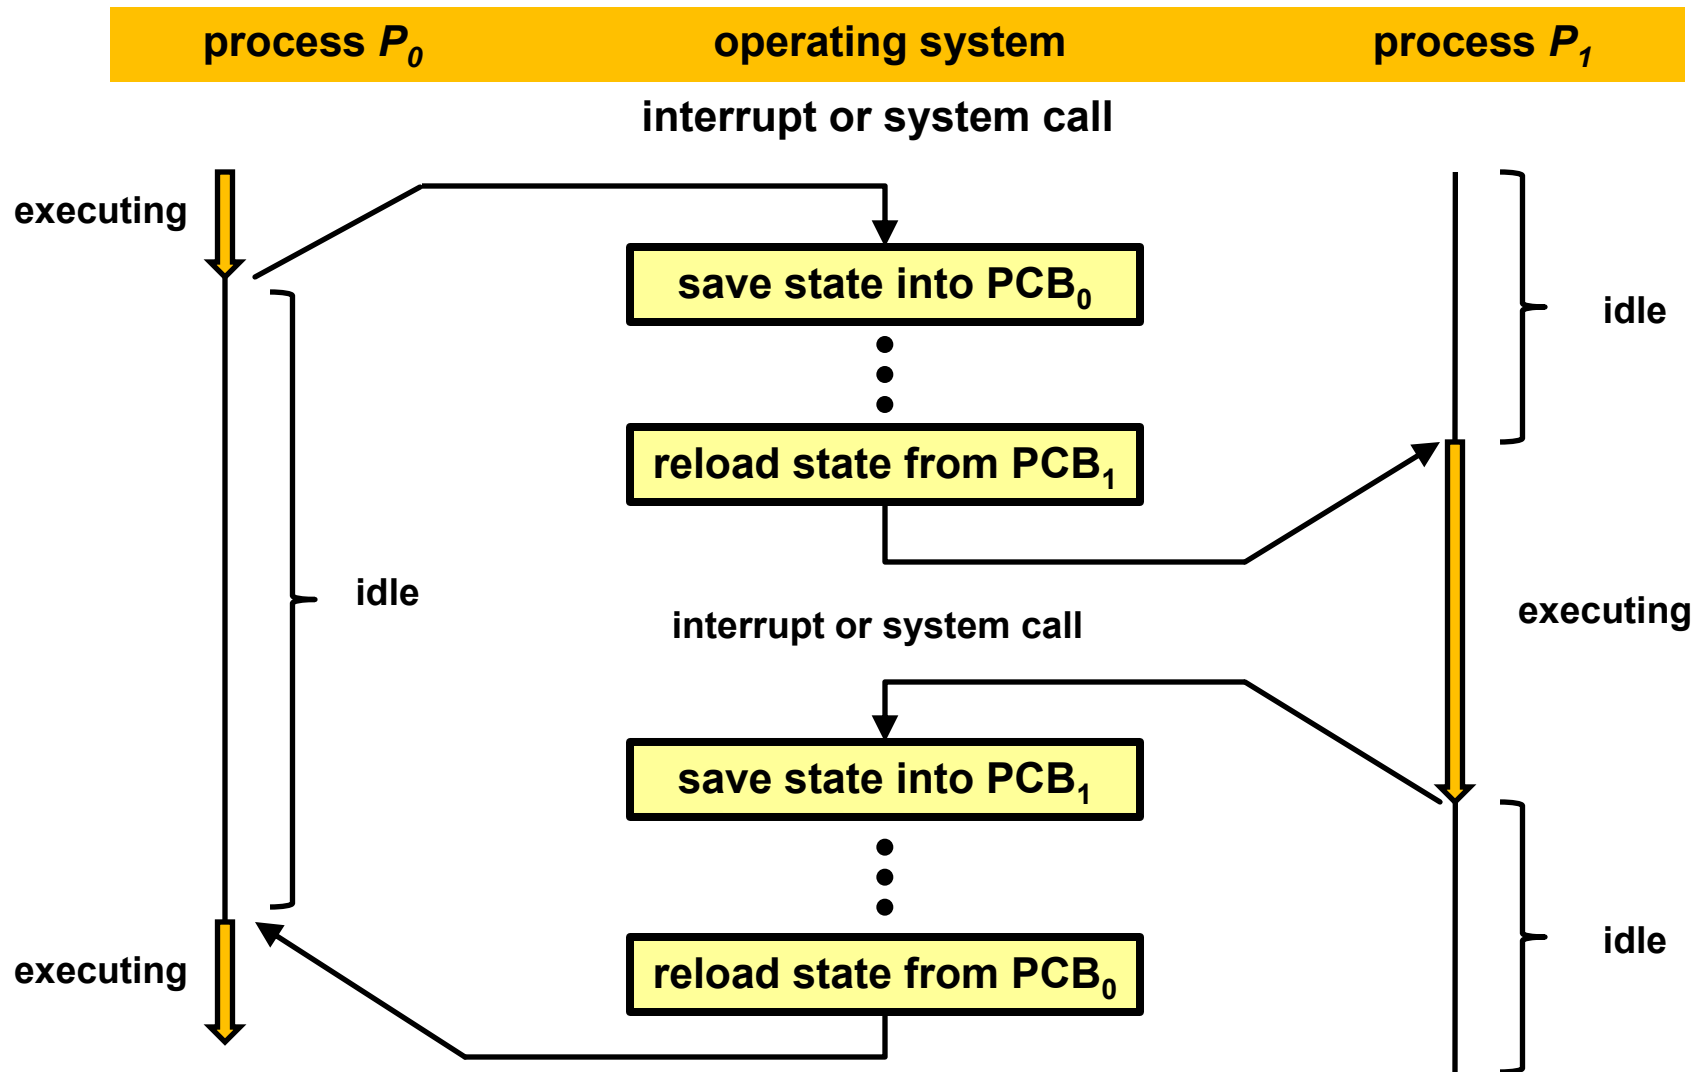 process P₀ operating system process P₁
interrupt or system call
executing
save state into PCB₀
idle
reload state from PCB₁
idle
interrupt or system call
executing
save state into PCB₁
idle
executing
reload state from PCB₀